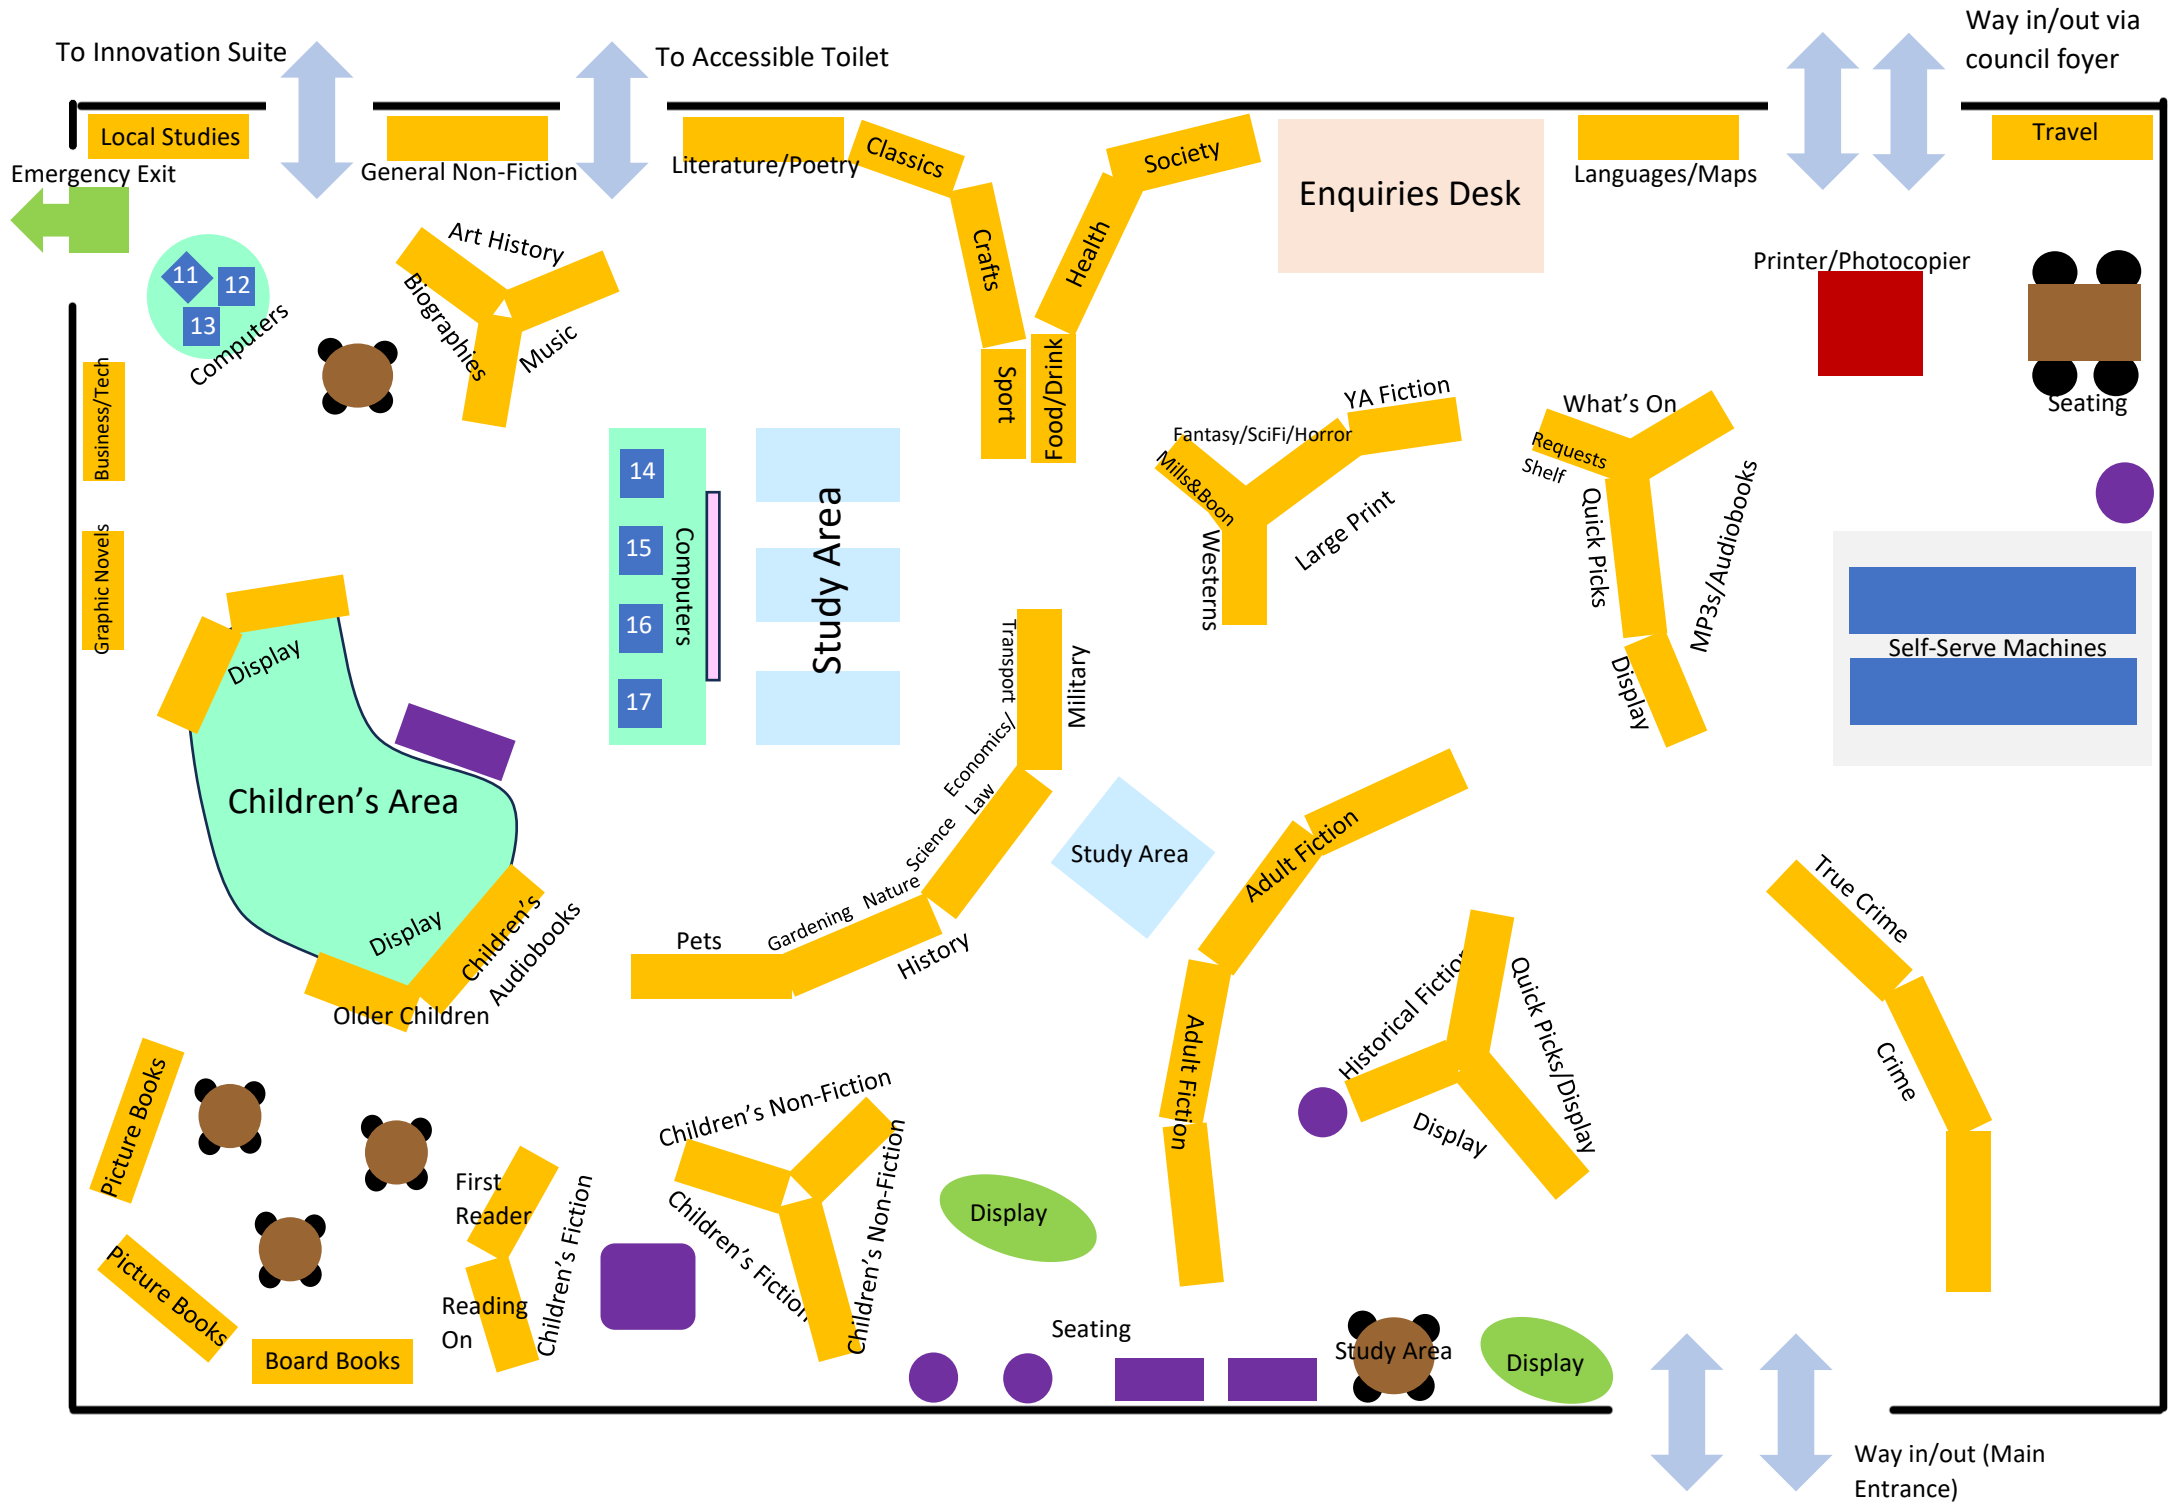 To Innovation Suite
To Accessible Toilet
Way in/out via
council foyer
Local Studies
Emergency Exit
General Non-Fiction
Literature/Poetry
Classics
Society
Enquiries Desk
Languages/Maps
Travel
11
12
13
Computers
Art History
Biographies
Music
Crafts
Health
Sport
Food/Drink
Printer/Photocopier
Seating
Business/Tech
Graphic Novels
14
15
16
17
Computers
Study Area
YA Fiction
Fantasy/SciFi/Horror
Mills&Boon
Westerns
Large Print
What's On
Requests
Shelf
Quick Picks
MP3s/Audiobooks
Display
Self-Serve Machines
Display
Children's Area
Display
Children's
Audiobooks
Older Children
Transport
Military
Economics/
Law
Science
Nature
Gardening
Pets
History
Study Area
Adult Fiction
Adult Fiction
Historical Fiction
Quick Picks/Display
Display
True Crime
Crime
Picture Books
Picture Books
Board Books
First
Reader
Reading
On
Children's Fiction
Children's Non-Fiction
Children's Fiction
Children's Non-Fiction
Display
Seating
Study Area
Display
Way in/out (Main
Entrance)